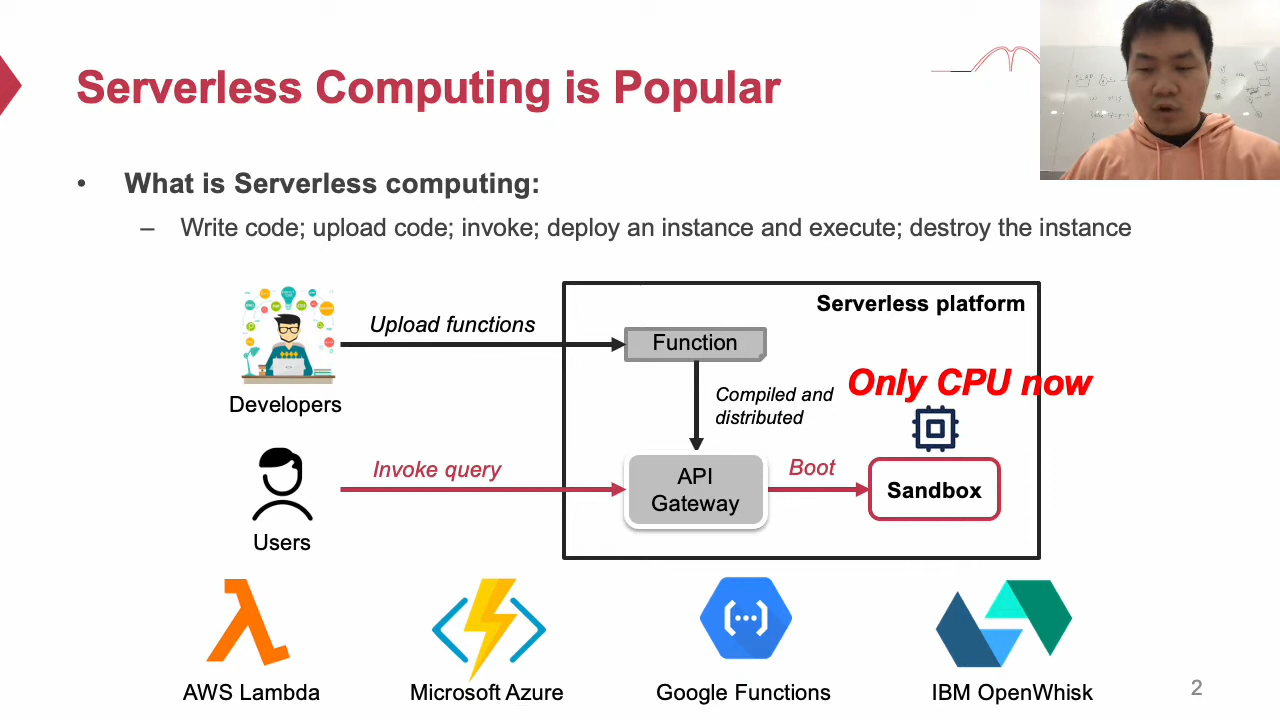 Serverless Computing is Popular
• What is Serverless computing:
– Write code; upload code; invoke; deploy an instance and execute; destroy the instance
Serverless platform
Upload functions
Function
Developers
Compiled and
distributed
Only CPU now
Invoke query
API
Gateway
Boot
Sandbox
Users
AWS Lambda
Microsoft Azure
Google Functions
IBM OpenWhisk
2